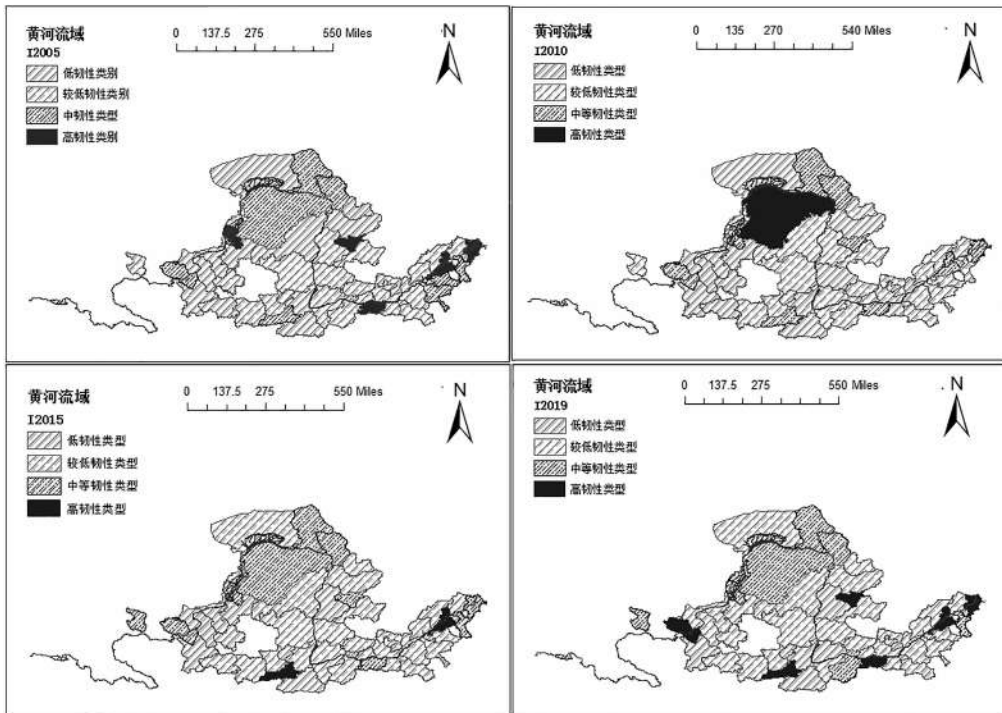 黄河流域
I2005
0 137.5 275 550 Miles
N
低韧性类别
较低韧性类别
中韧性类型
高韧性类别
黄河流域
I2010
0 135 270 540 Miles
N
低韧性类型
较低韧性类型
中等韧性类型
高韧性类型
黄河流域
I2015
0 137.5 275 550 Miles
N
低韧性类型
较低韧性类型
中等韧性类型
高韧性类型
黄河流域
I2019
0 137.5 275 550 Miles
N
低韧性类型
较低韧性类型
中等韧性类型
高韧性类型